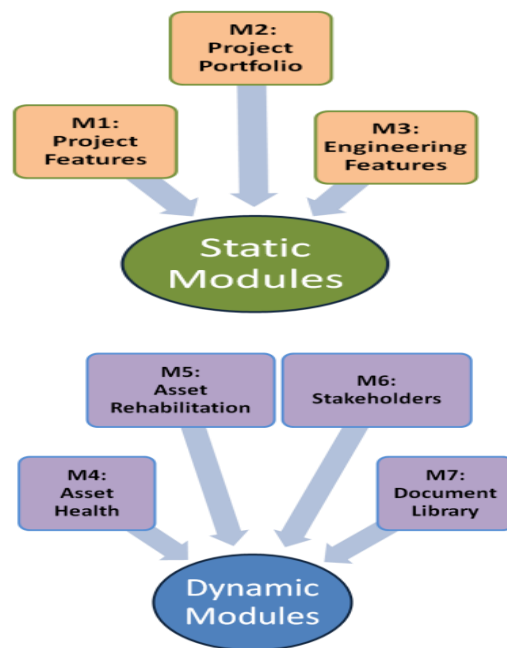 M2:
Project
Portfolio
M1:
Project
Features
M3:
Engineering
Features
Static
Modules
M5:
Asset
Rehabilitation
M6:
Stakeholders
M4:
Asset
Health
M7:
Document
Library
Dynamic
Modules